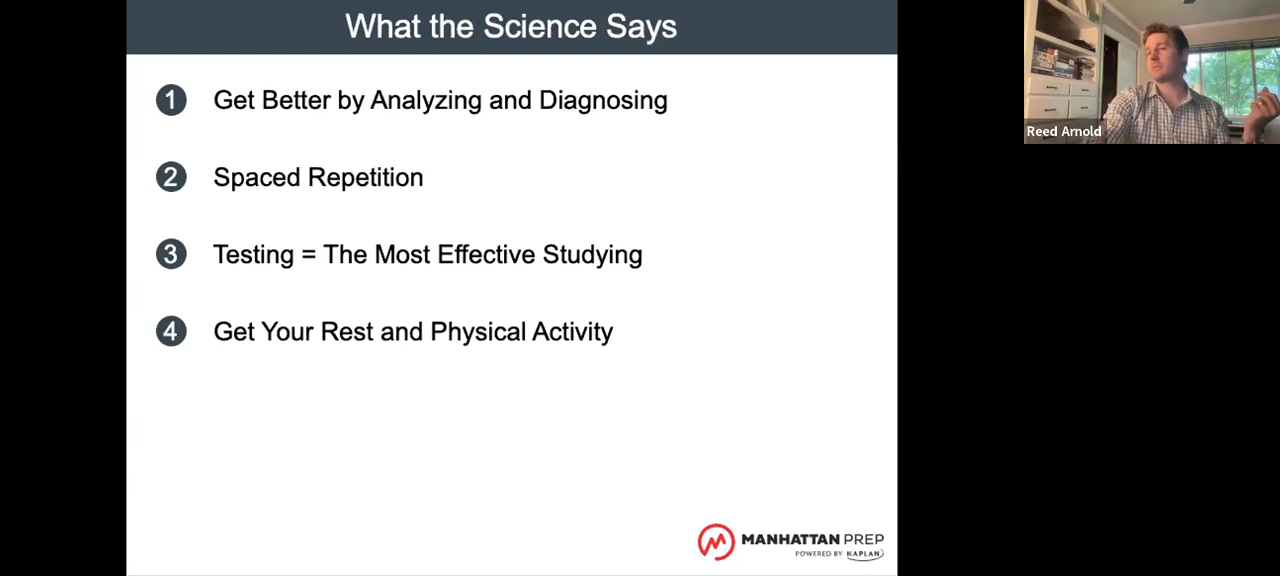 What the Science Says
1 Get Better by Analyzing and Diagnosing
2 Spaced Repetition
3 Testing = The Most Effective Studying
4 Get Your Rest and Physical Activity
MANHATTAN PREP
POWERED BY KAPLAN
Reed Arnold